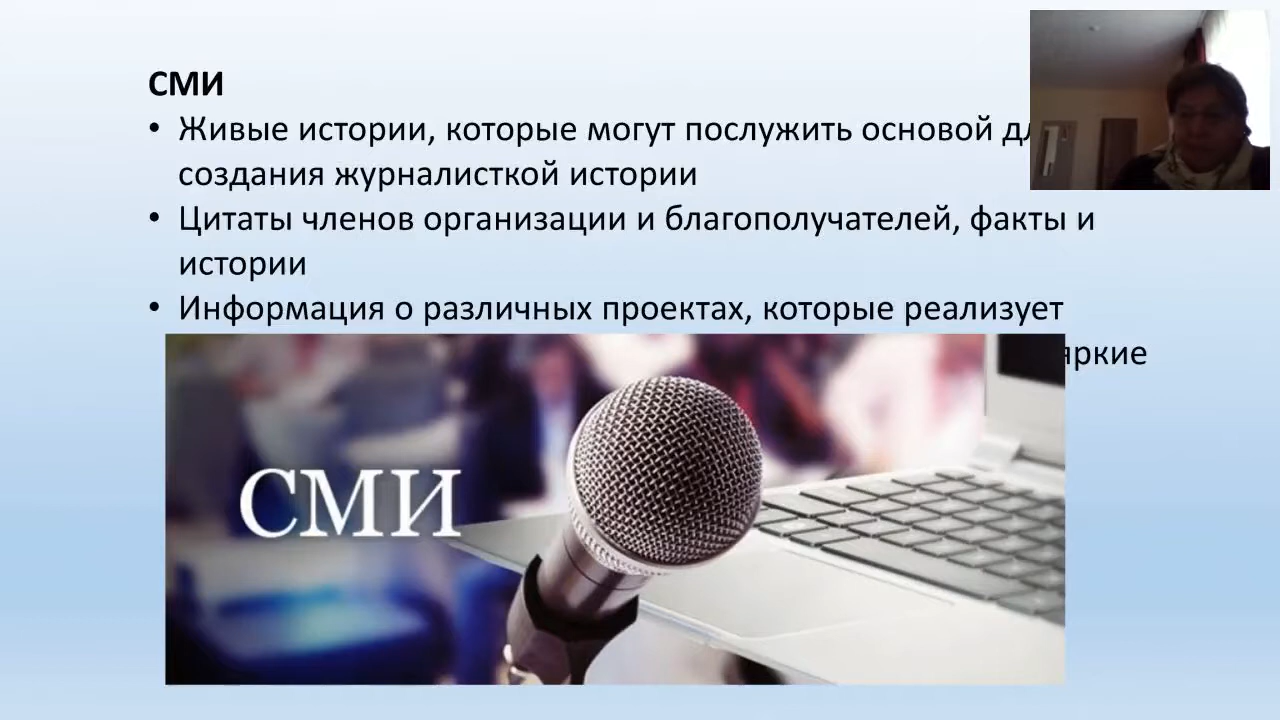 СМИ
• Живые истории, которые могут послужить основой
создания журналисткой истории
• Цитаты членов организации и благополучателей, факты и
истории
• Информация о различных проектах, которые реализует
яркие
СМИ